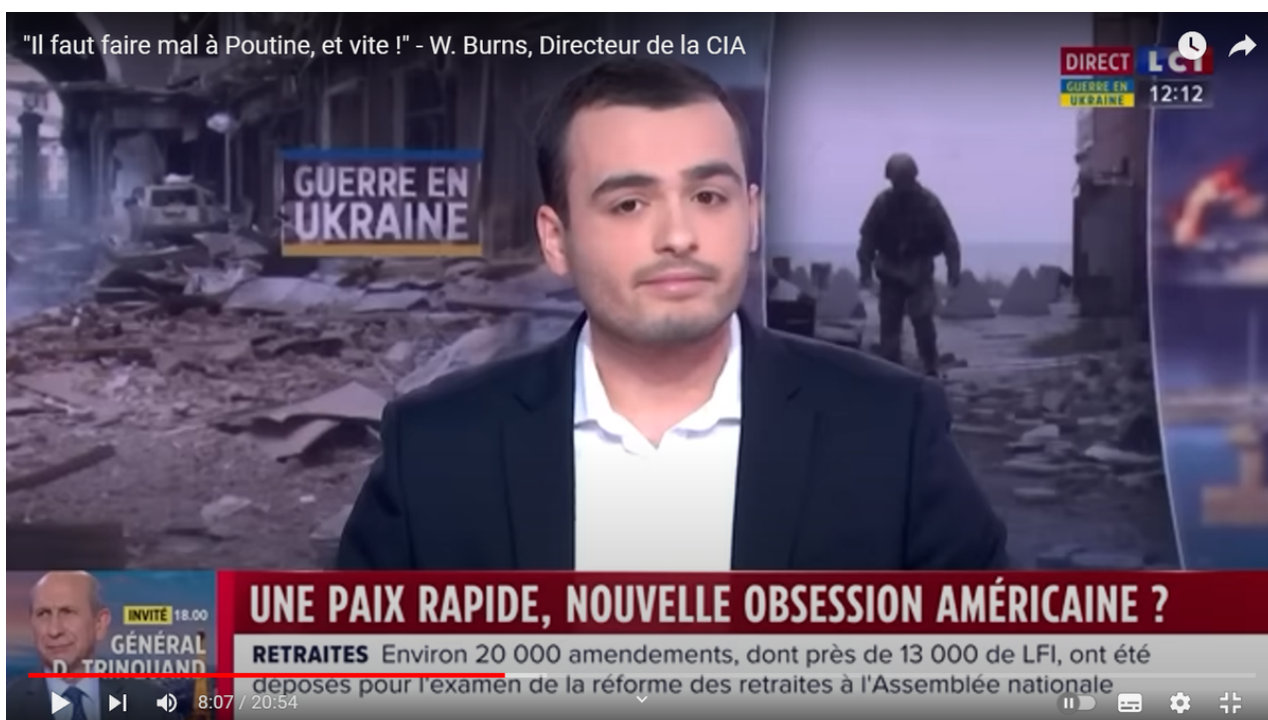 "Il faut faire mal à Poutine, et vite !" - W. Burns, Directeur de la CIA
DIRECT LCI
GUERRE EN
UKRAINE
12:12
GUERRE EN
UKRAINE
INVITÉ 18.00
GÉNÉRAL
D. TRINQUAND
UNE PAIX RAPIDE, NOUVELLE OBSESSION AMÉRICAINE ?
RETRAITES Environ 20 000 amendements, dont près de 13 000 de LFI, ont été
déposés pour l'examen de la réforme des retraites à l'Assemblée nationale
8:07 / 20:54